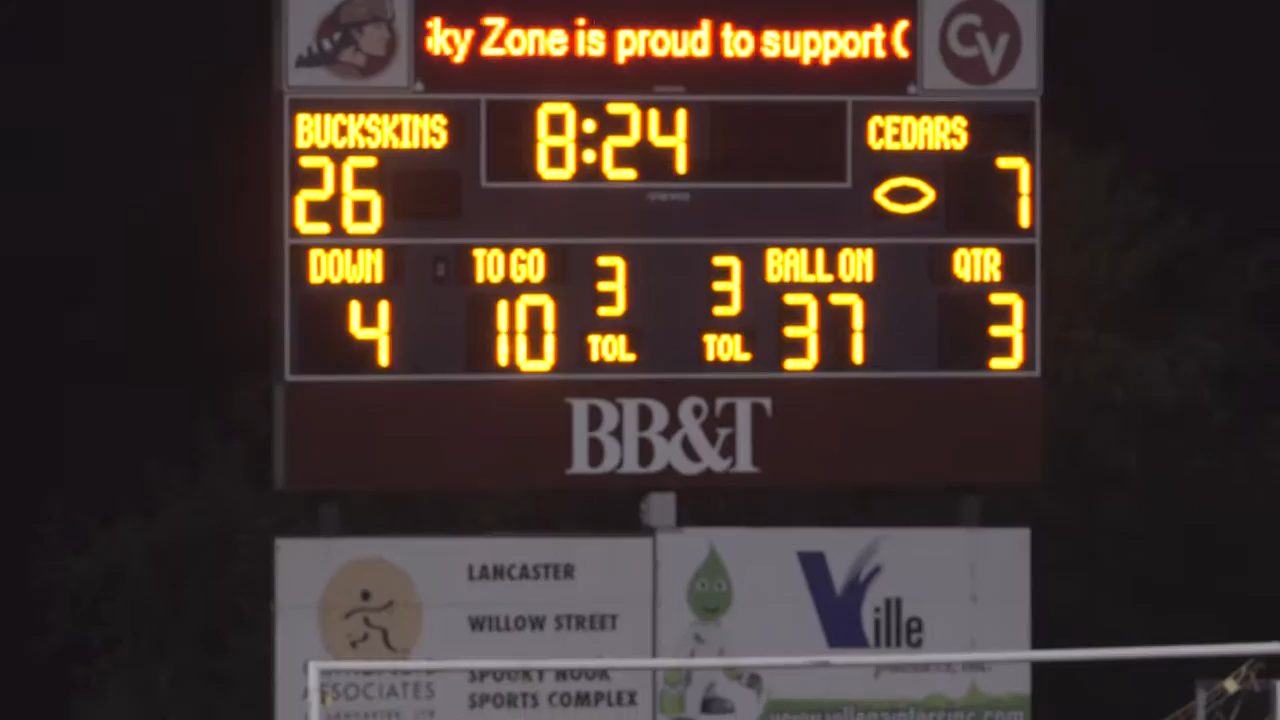 ky Zone is proud to support
CV
BUCKSKINS
8:24
CEDARS
26
7
DOWN
TO GO
3
3
BALL ON
QTR
4
10
TOL
TOL
37
3
BB&T
LANCASTER
WILLOW STREET
SPOOKY NOOK
SPORTS COMPLEX
ASSOCIATES
Ville